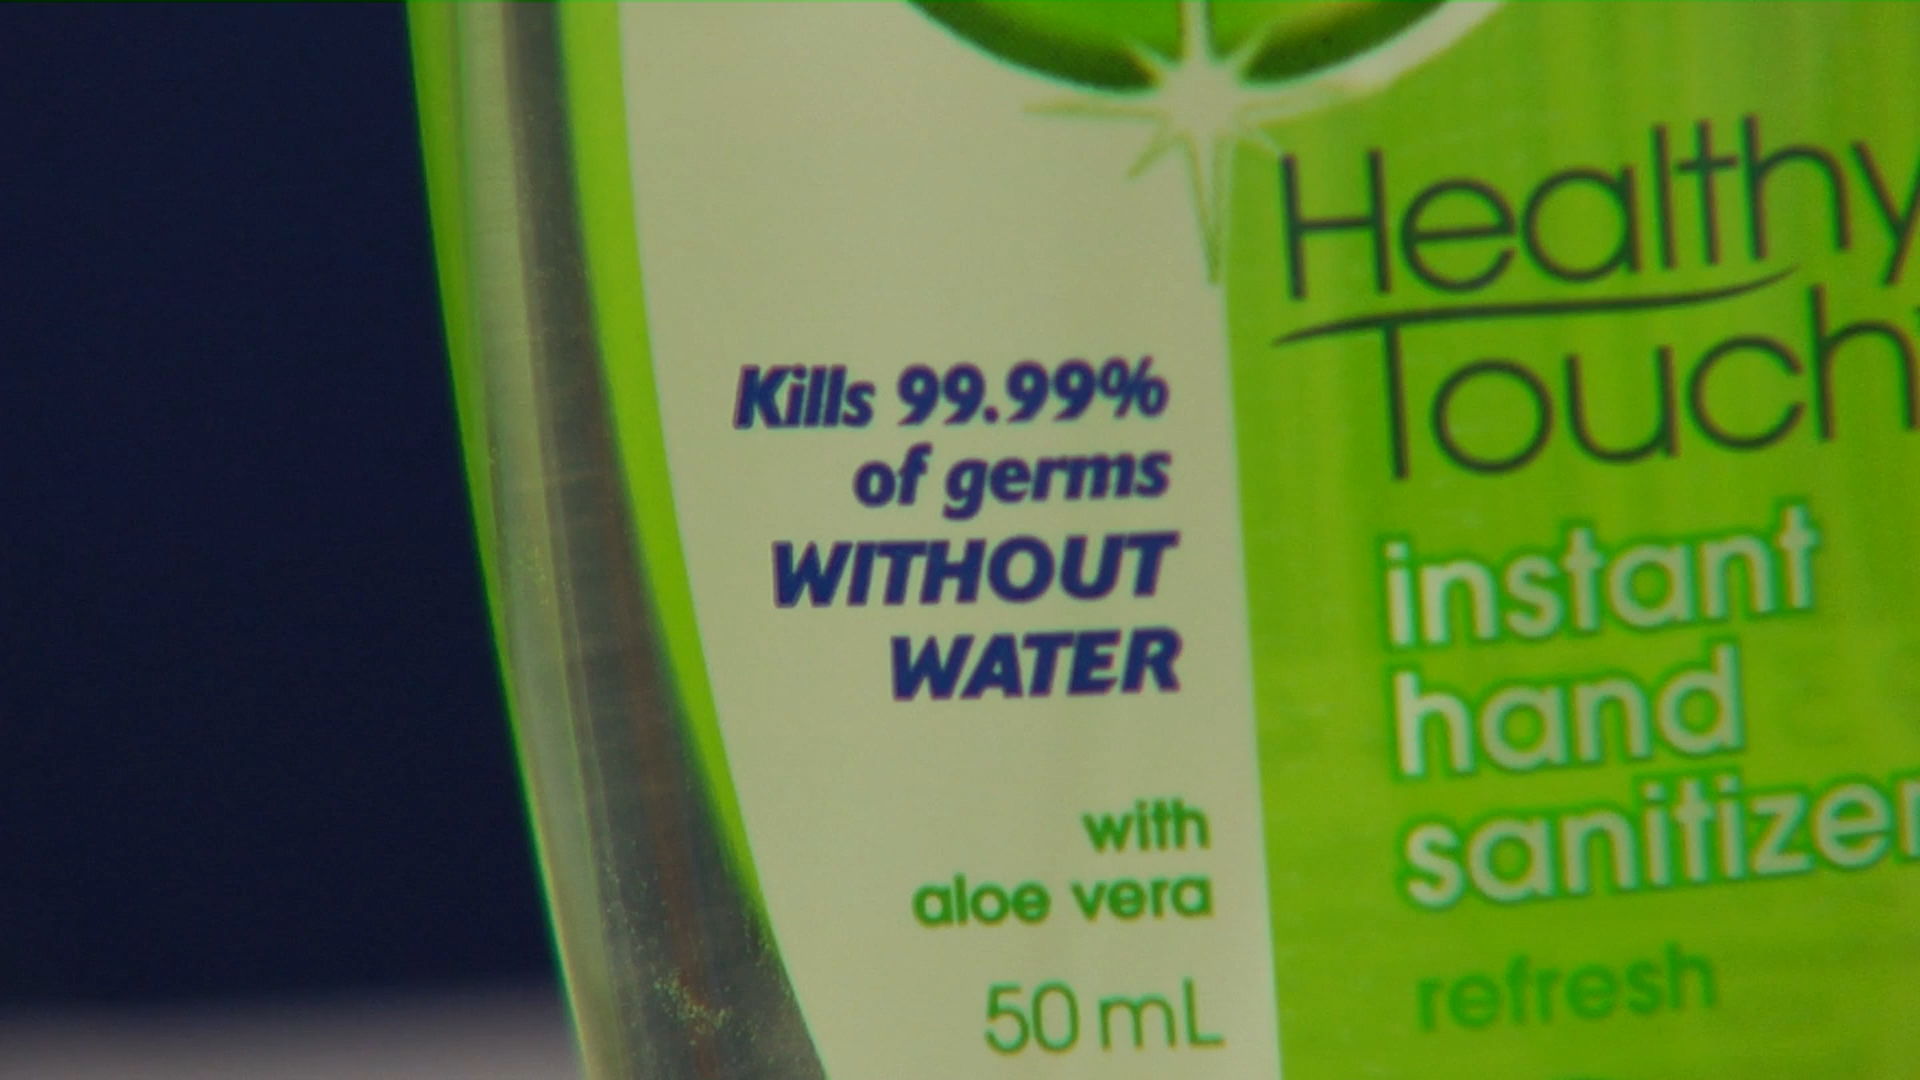 Kills 99.99%
of germs
WITHOUT
WATER
with
aloe vera
50 mL
Healthy
Touch
instant
hand
sanitizer
refresh